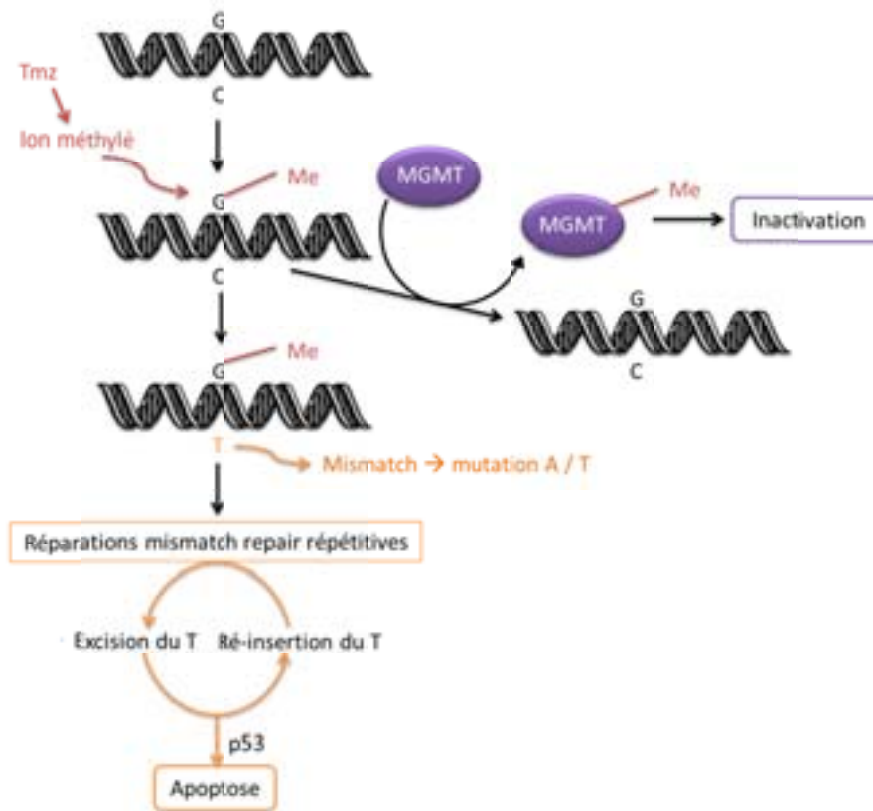 G
C
Tmz
Ion méthylé
Me
G
C
MGMT
MGMT
Me
Inactivation
G
C
Me
G
T
Mismatch → mutation A / T
Réparations mismatch repair répétitives
Excision du T
Ré-insertion du T
p53
Apoptose